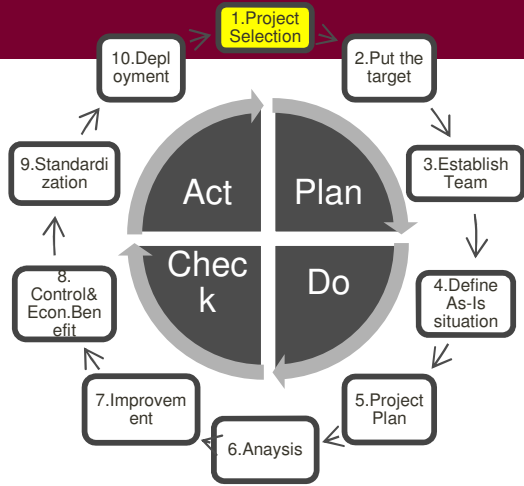 1.Project
Selection
2.Put the
target
3.Establish
Team
4.Define
As-Is
situation
5.Project
Plan
6.Anaysis
7.Improvem
ent
8.
Control&
Econ.Ben
efit
9.Standardi
zation
10.Depl
oyment
Act
Plan
Chec
k
Do